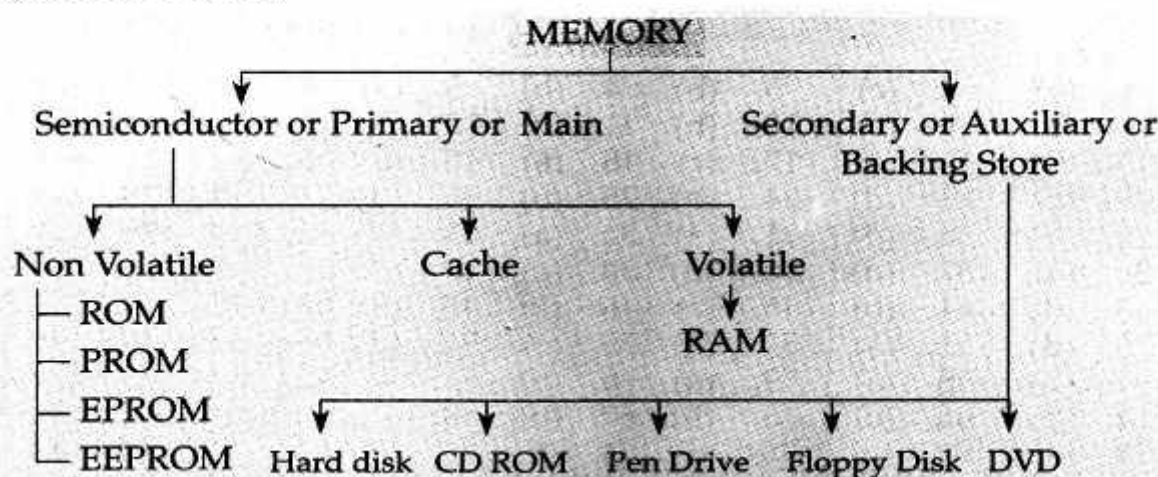 MEMORY
Semiconductor or Primary or Main
Secondary or Auxiliary or
Backing Store
Non Volatile
Cache
Volatile
ROM
RAM
PROM
EPROM
EEPROM
Hard disk
CD ROM
Pen Drive
Floppy Disk
DVD